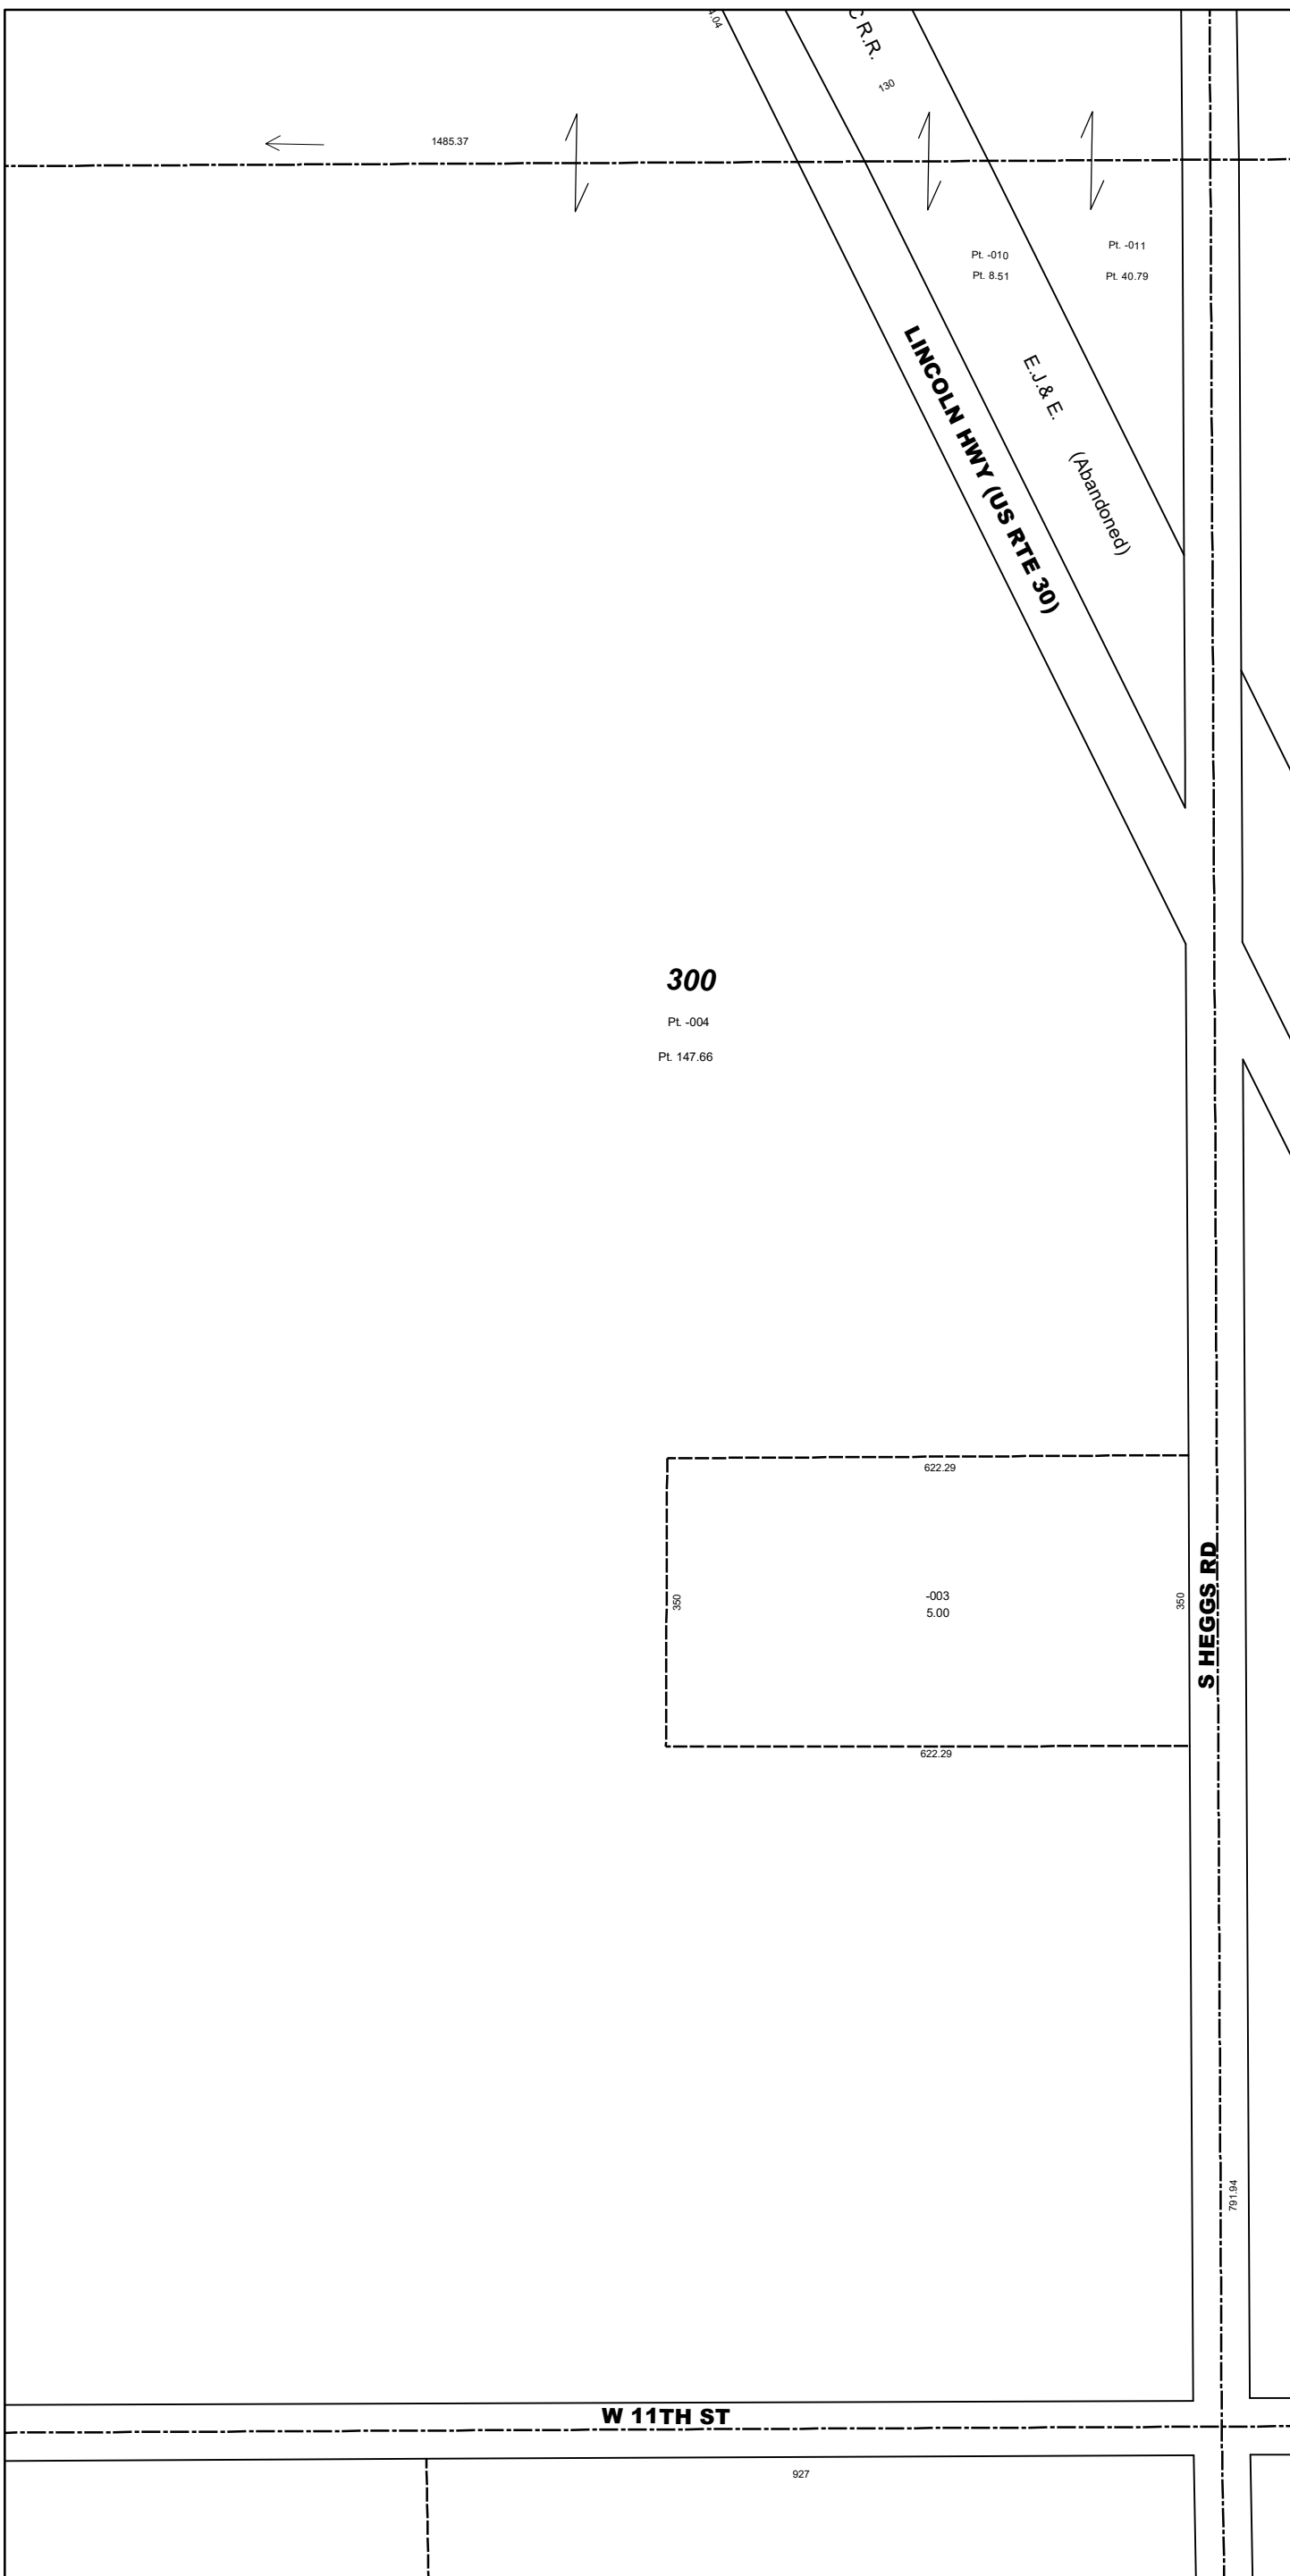 C R.R.
130
1485.37
Pt. -010
Pt. 8.51
Pt. -011
Pt. 40.79
LINCOLN HWY (US RTE 30)
E.J.& E.
(Abandoned)
300
Pt. -004
Pt. 147.66
622.29
350
-003
5.00
350
S HEGGS RD
622.29
791.94
W 11TH ST
927